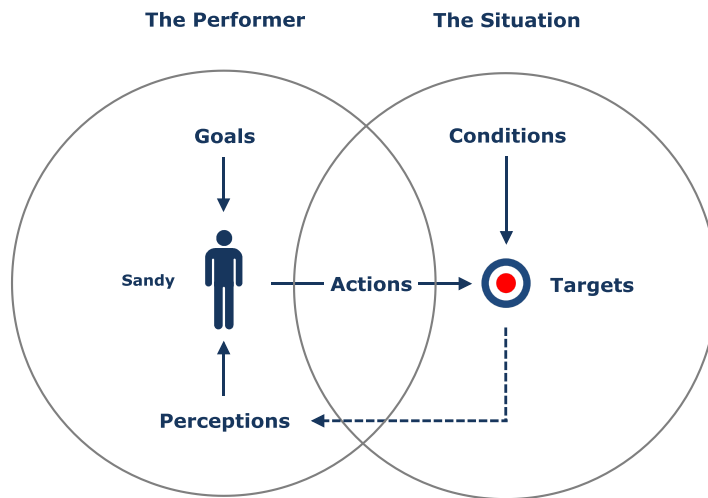 The Performer
The Situation
Goals
Conditions
Sandy
Actions
Targets
Perceptions